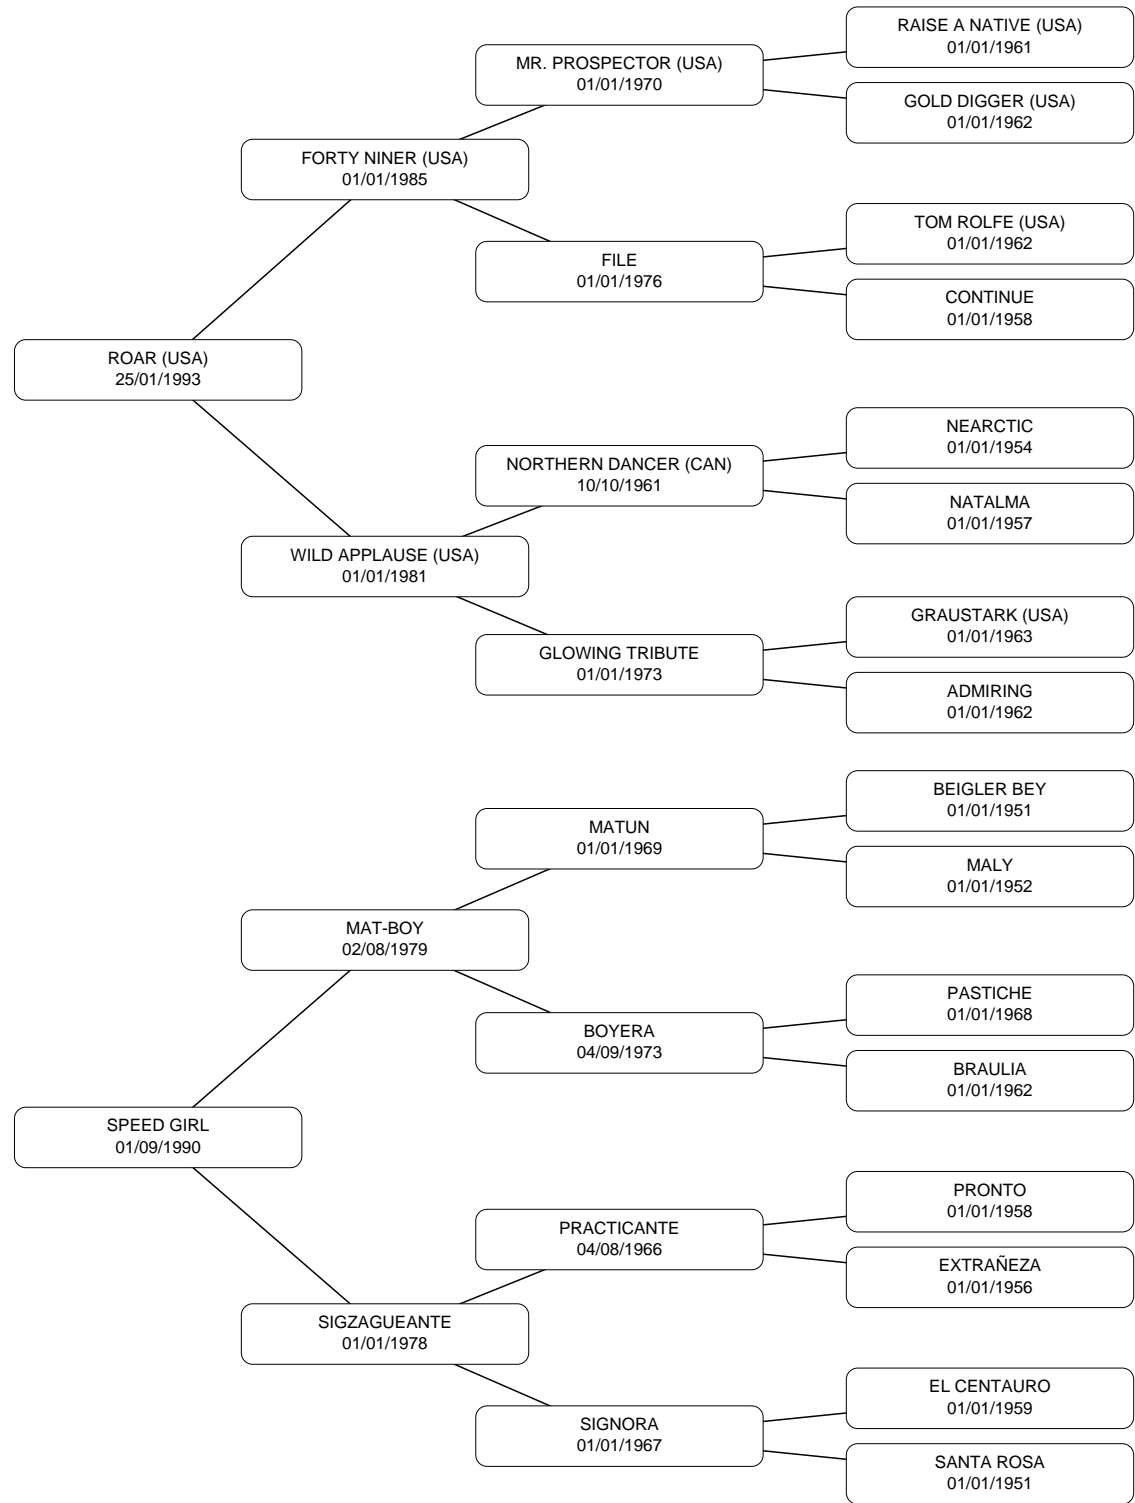 RAISE A NATIVE (USA)
01/01/1961
MR. PROSPECTOR (USA)
01/01/1970
GOLD DIGGER (USA)
01/01/1962
FORTY NINER (USA)
01/01/1985
TOM ROLFE (USA)
01/01/1962
FILE
01/01/1976
CONTINUE
01/01/1958
ROAR (USA)
25/01/1993
NEARCTIC
01/01/1954
NORTHERN DANCER (CAN)
10/10/1961
NATALMA
01/01/1957
WILD APPLAUSE (USA)
01/01/1981
GRAUSTARK (USA)
01/01/1963
GLOWING TRIBUTE
01/01/1973
ADMIRING
01/01/1962
BEIGLER BEY
01/01/1951
MATUN
01/01/1969
MALY
01/01/1952
MAT-BOY
02/08/1979
PASTICHE
01/01/1968
BOYERA
04/09/1973
BRAULIA
01/01/1962
SPEED GIRL
01/09/1990
PRONTO
01/01/1958
PRACTICANTE
04/08/1966
EXTRAÑEZA
01/01/1956
SIGZAGUEANTE
01/01/1978
EL CENTAURO
01/01/1959
SIGNORA
01/01/1967
SANTA ROSA
01/01/1951